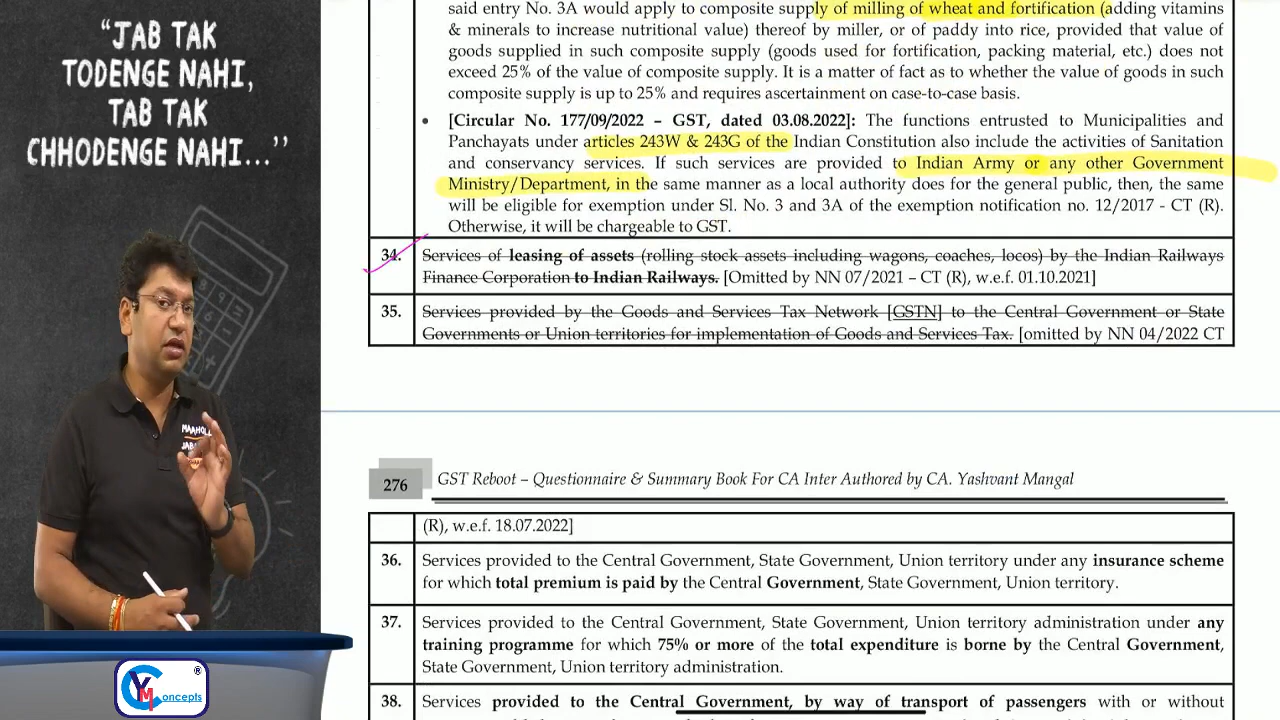 “JAB TAK
TODENGE NAHI,
TAB TAK
CHHODENGE NAHI...’’
said entry No. 3A would apply to composite supply of milling of wheat and fortification (adding vitamins
& minerals to increase nutritional value) thereof by miller, or of paddy into rice, provided that value of
goods supplied in such composite supply (goods used for fortification, packing material, etc.) does not
exceed 25% of the value of composite supply. It is a matter of fact as to whether the value of goods in such
composite supply is up to 25% and requires ascertainment on case-to-case basis.
• [Circular No. 177/09/2022 – GST, dated 03.08.2022]: The functions entrusted to Municipalities and
Panchayats under articles 243W & 243G of the Indian Constitution also include the activities of Sanitation
and conservancy services. If such services are provided to Indian Army or any other Government
Ministry/Department, in the same manner as a local authority does for the general public, then, the same
will be eligible for exemption under Sl. No. 3 and 3A of the exemption notification no. 12/2017 - CT (R).
Otherwise, it will be chargeable to GST.
34. Services of leasing of assets (rolling stock assets including wagons, coaches, locos) by the Indian Railways
Finance Corporation to Indian Railways. [Omitted by NN 07/2021 – CT (R), w.e.f. 01.10.2021]
35. Services provided by the Goods and Services Tax Network [GSTN] to the Central Government or State
Governments or Union territories for implementation of Goods and Services Tax. [omitted by NN 04/2022 CT
276 GST Reboot – Questionnaire & Summary Book For CA Inter Authored by CA. Yashvant Mangal
(R), w.e.f. 18.07.2022]
36. Services provided to the Central Government, State Government, Union territory under any insurance scheme
for which total premium is paid by the Central Government, State Government, Union territory.
37. Services provided to the Central Government, State Government, Union territory administration under any
training programme for which 75% or more of the total expenditure is borne by the Central Government,
State Government, Union territory administration.
38. Services provided to the Central Government, by way of transport of passengers with or without
YM Concepts ®